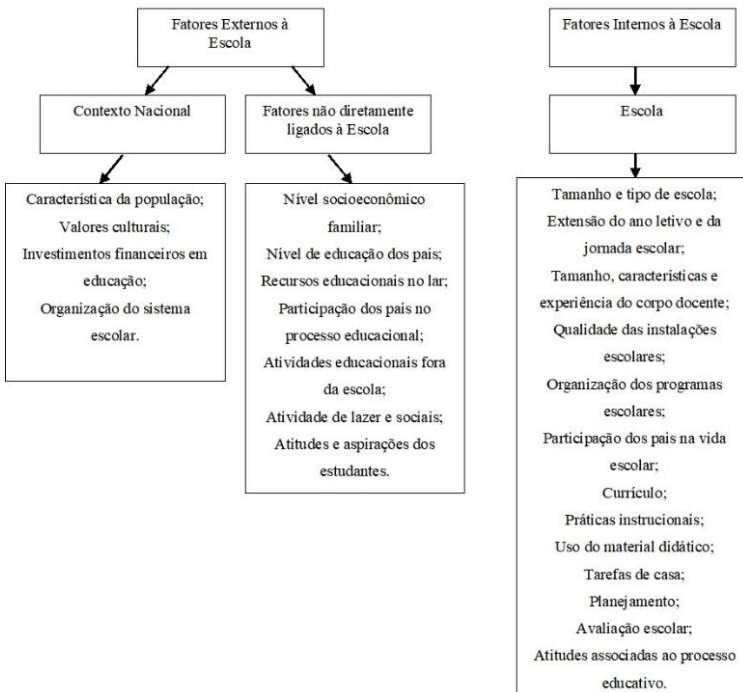 Fatores Externos à
Escola
Contexto Nacional
Fatores não diretamente
ligados à Escola
Característica da população;
Valores culturais;
Investimentos financeiros em
educação;
Organização do sistema
escolar.
Nível socioeconômico
familiar;
Nível de educação dos pais;
Recursos educacionais no lar;
Participação dos pais no
processo educacional;
Atividades educacionais fora
da escola;
Atividade de lazer e sociais;
Atitudes e aspirações dos
estudantes.
Fatores Internos à Escola
Escola
Tamanho e tipo de escola;
Extensão do ano letivo e da
jornada escolar;
Tamanho, características e
experiência do corpo docente;
Qualidade das instalações
escolares;
Organização dos programas
escolares;
Participação dos pais na vida
escolar;
Currículo;
Práticas instrucionais;
Uso do material didático;
Tarefas de casa;
Planejamento;
Avaliação escolar;
Atitudes associadas ao processo
educativo.